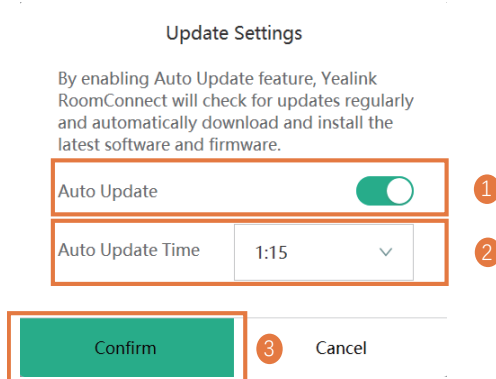 Update Settings
By enabling Auto Update feature, Yealink
RoomConnect will check for updates regularly
and automatically download and install the
latest software and firmware.
Auto Update
1
Auto Update Time
1:15
2
Confirm
3
Cancel